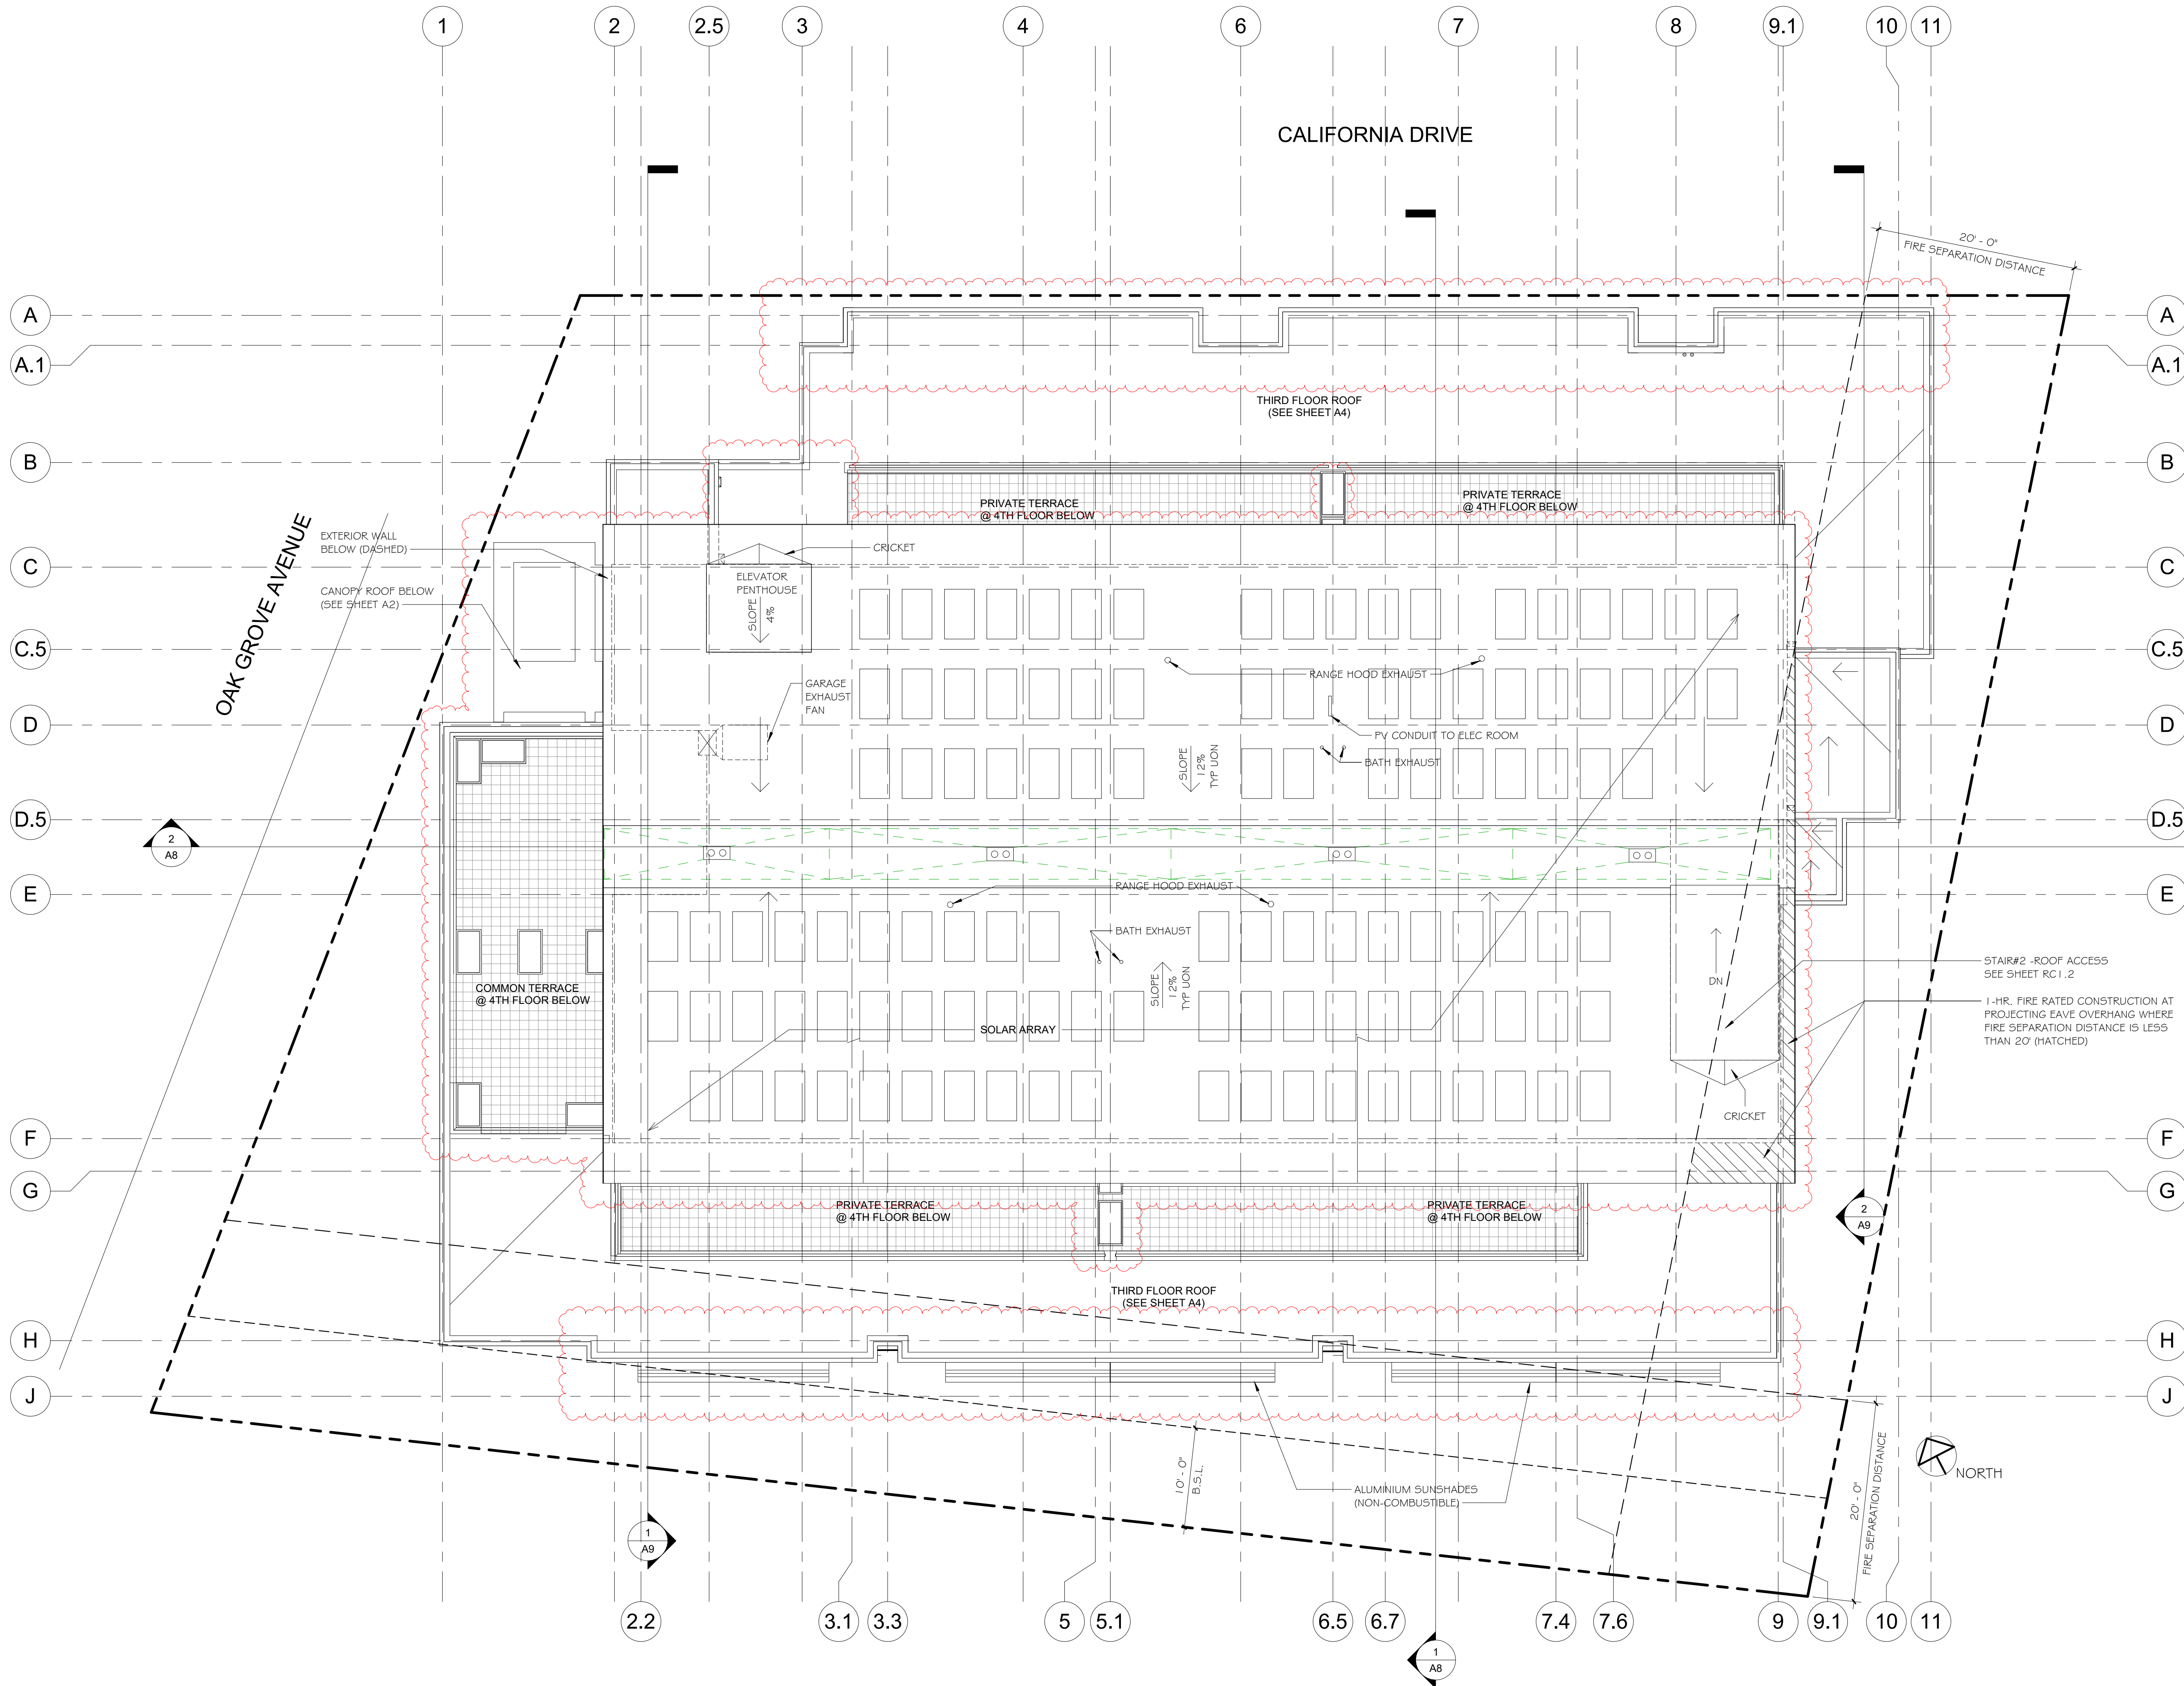 1
2
2.5
3
4
6
7
8
9.1
10
11
CALIFORNIA DRIVE
20' - 0"
FIRE SEPARATION DISTANCE
A
A
A.1
A.1
THIRD FLOOR ROOF
(SEE SHEET A4)
B
B
PRIVATE TERRACE
@ 4TH FLOOR BELOW
PRIVATE TERRACE
@ 4TH FLOOR BELOW
OAK GROVE AVENUE
EXTERIOR WALL
BELOW (DASHED)
CRICKET
C
C
ELEVATOR
PENTHOUSE
SLOPE
4%
CANOPY ROOF BELOW
(SEE SHEET A2)
C.5
C.5
RANGE HOOD EXHAUST
GARAGE
EXHAUST
FAN
D
D
PV CONDUIT TO ELEC ROOM
BATH EXHAUST
SLOPE
12%
TYP UON
D.5
D.5
2
A8
E
E
RANGE HOOD EXHAUST
BATH EXHAUST
SLOPE
12%
TYP UON
DN
STAIR#2 -ROOF ACCESS
SEE SHEET RC1.2
COMMON TERRACE
@ 4TH FLOOR BELOW
1-HR. FIRE RATED CONSTRUCTION AT
PROJECTING EAVE OVERHANG WHERE
FIRE SEPARATION DISTANCE IS LESS
THAN 20' (HATCHED)
SOLAR ARRAY
CRICKET
F
F
G
G
PRIVATE TERRACE
@ 4TH FLOOR BELOW
PRIVATE TERRACE
@ 4TH FLOOR BELOW
2
A9
THIRD FLOOR ROOF
(SEE SHEET A4)
H
H
J
J
10' - 0"
B.S.L.
ALUMINIUM SUNSHADES
(NON-COMBUSTIBLE)
20' - 0"
FIRE SEPARATION DISTANCE
NORTH
1
A9
2.2
3.1
3.3
5
5.1
6.5
6.7
7.4
7.6
9
9.1
10
11
1
A8